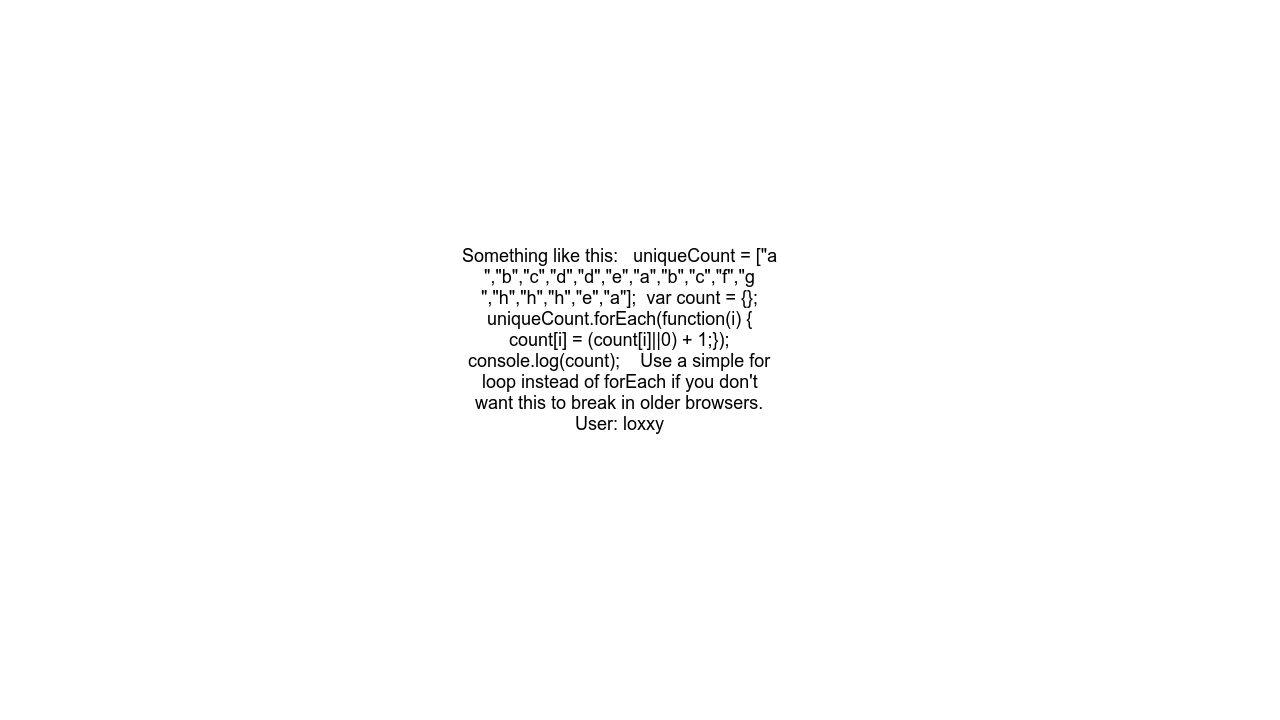 Something like this:   uniqueCount = ["a
","b","c","d","d","e","a","b","c","f","g
","h","h","h","e","a"];  var count = {};
uniqueCount.forEach(function(i) {
count[i] = (count[i]||0) + 1;});
console.log(count);    Use a simple for
loop instead of forEach if you don't
want this to break in older browsers.
User: loxxy